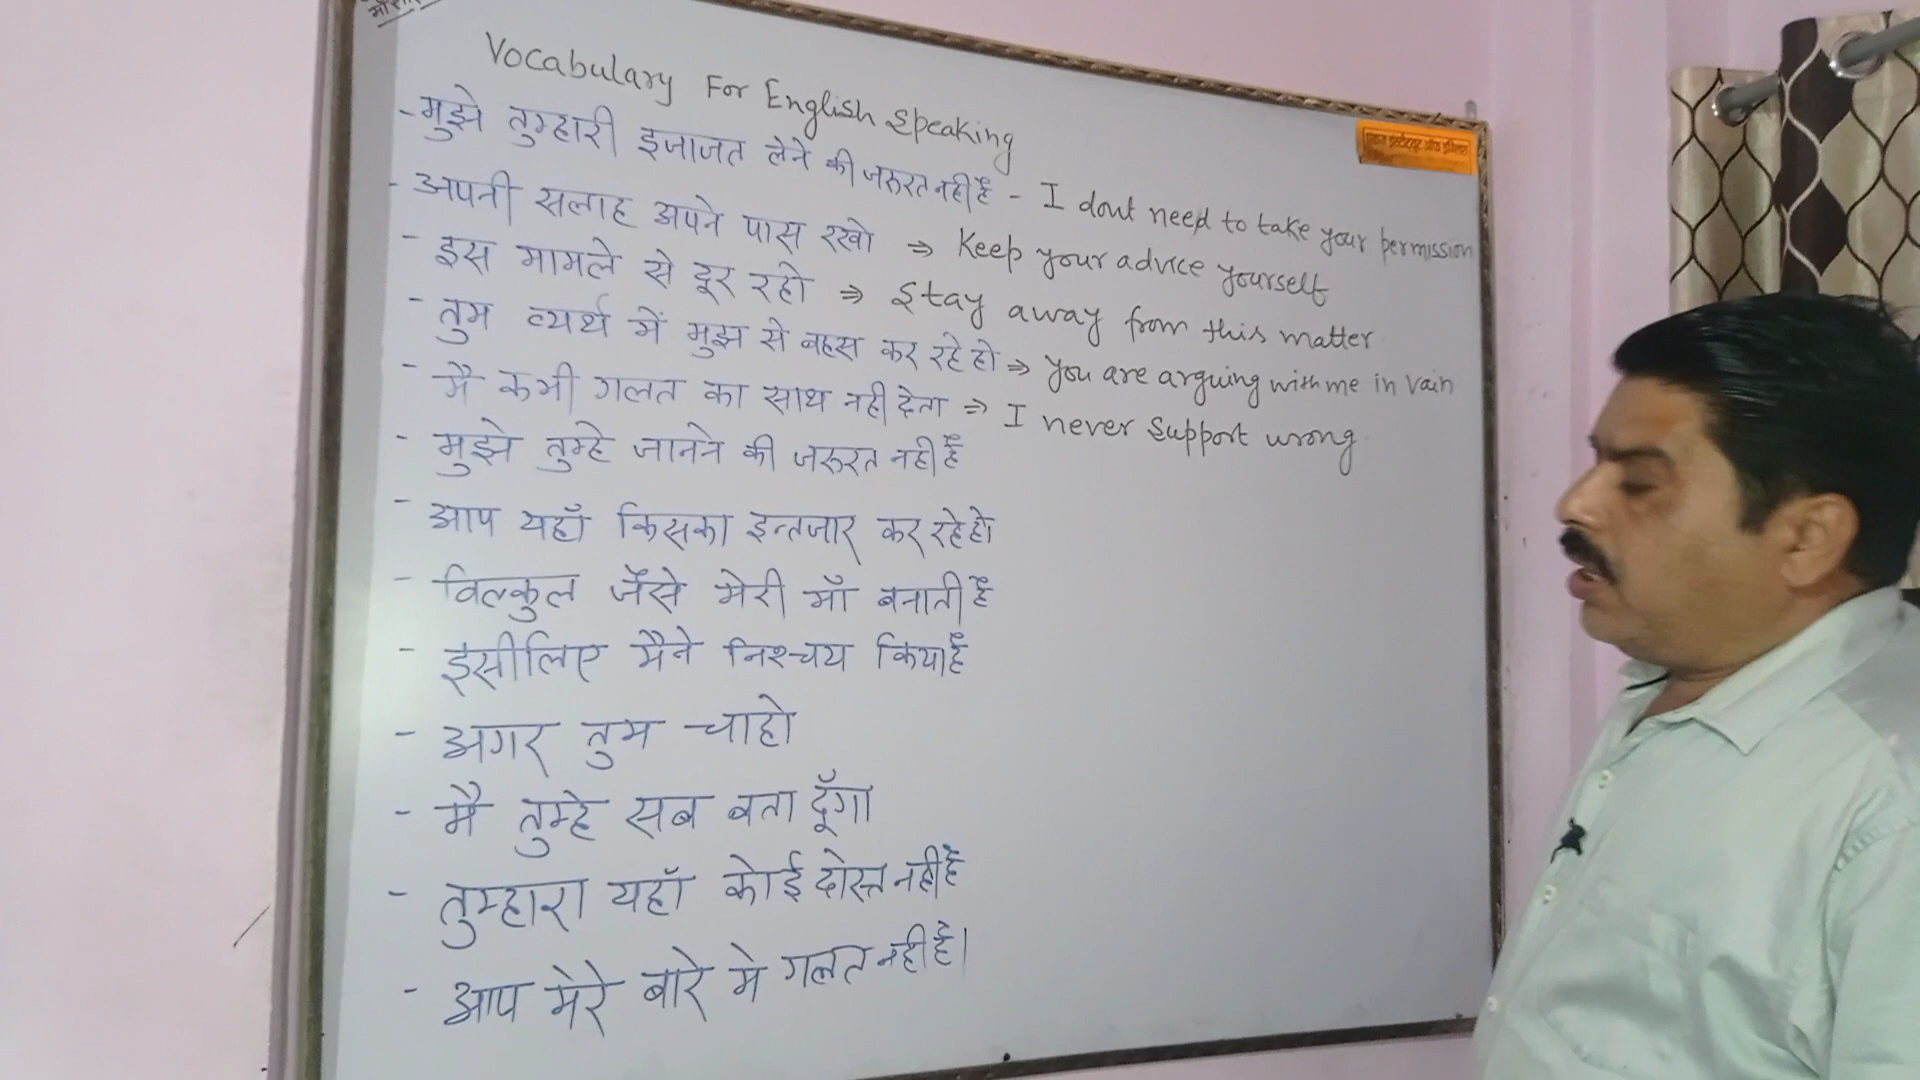 Vocabulary For English speaking
- मुझे तुम्हारी इजाजत लेने की जरुरत नही है - I dont need to take your permission
- अपनी सलाह अपने पास रखो ⇒ Keep your advice yourself
- इस मामले से दूर रहो ⇒ Stay away from this matter
- तुम व्यर्थ में मुझ से बहस कर रहे हो ⇒ you are arguing with me in vain
- मै कभी गलत का साथ नही देता ⇒ I never support wrong
- मुझे तुम्हे जानने की जरुरत नही है
- आप यहाँ किसका इन्तजार कर रहे हो
- विल्कुल जैसे मेरी माँ बनाती है
- इसीलिए मैने निश्चय किया है
- अगर तुम चाहो
- मै तुम्हे सब बता दूँगा
- तुम्हारा यहाँ कोई दोस्त नही है
- आप मेरे बारे मे गलत नही है।